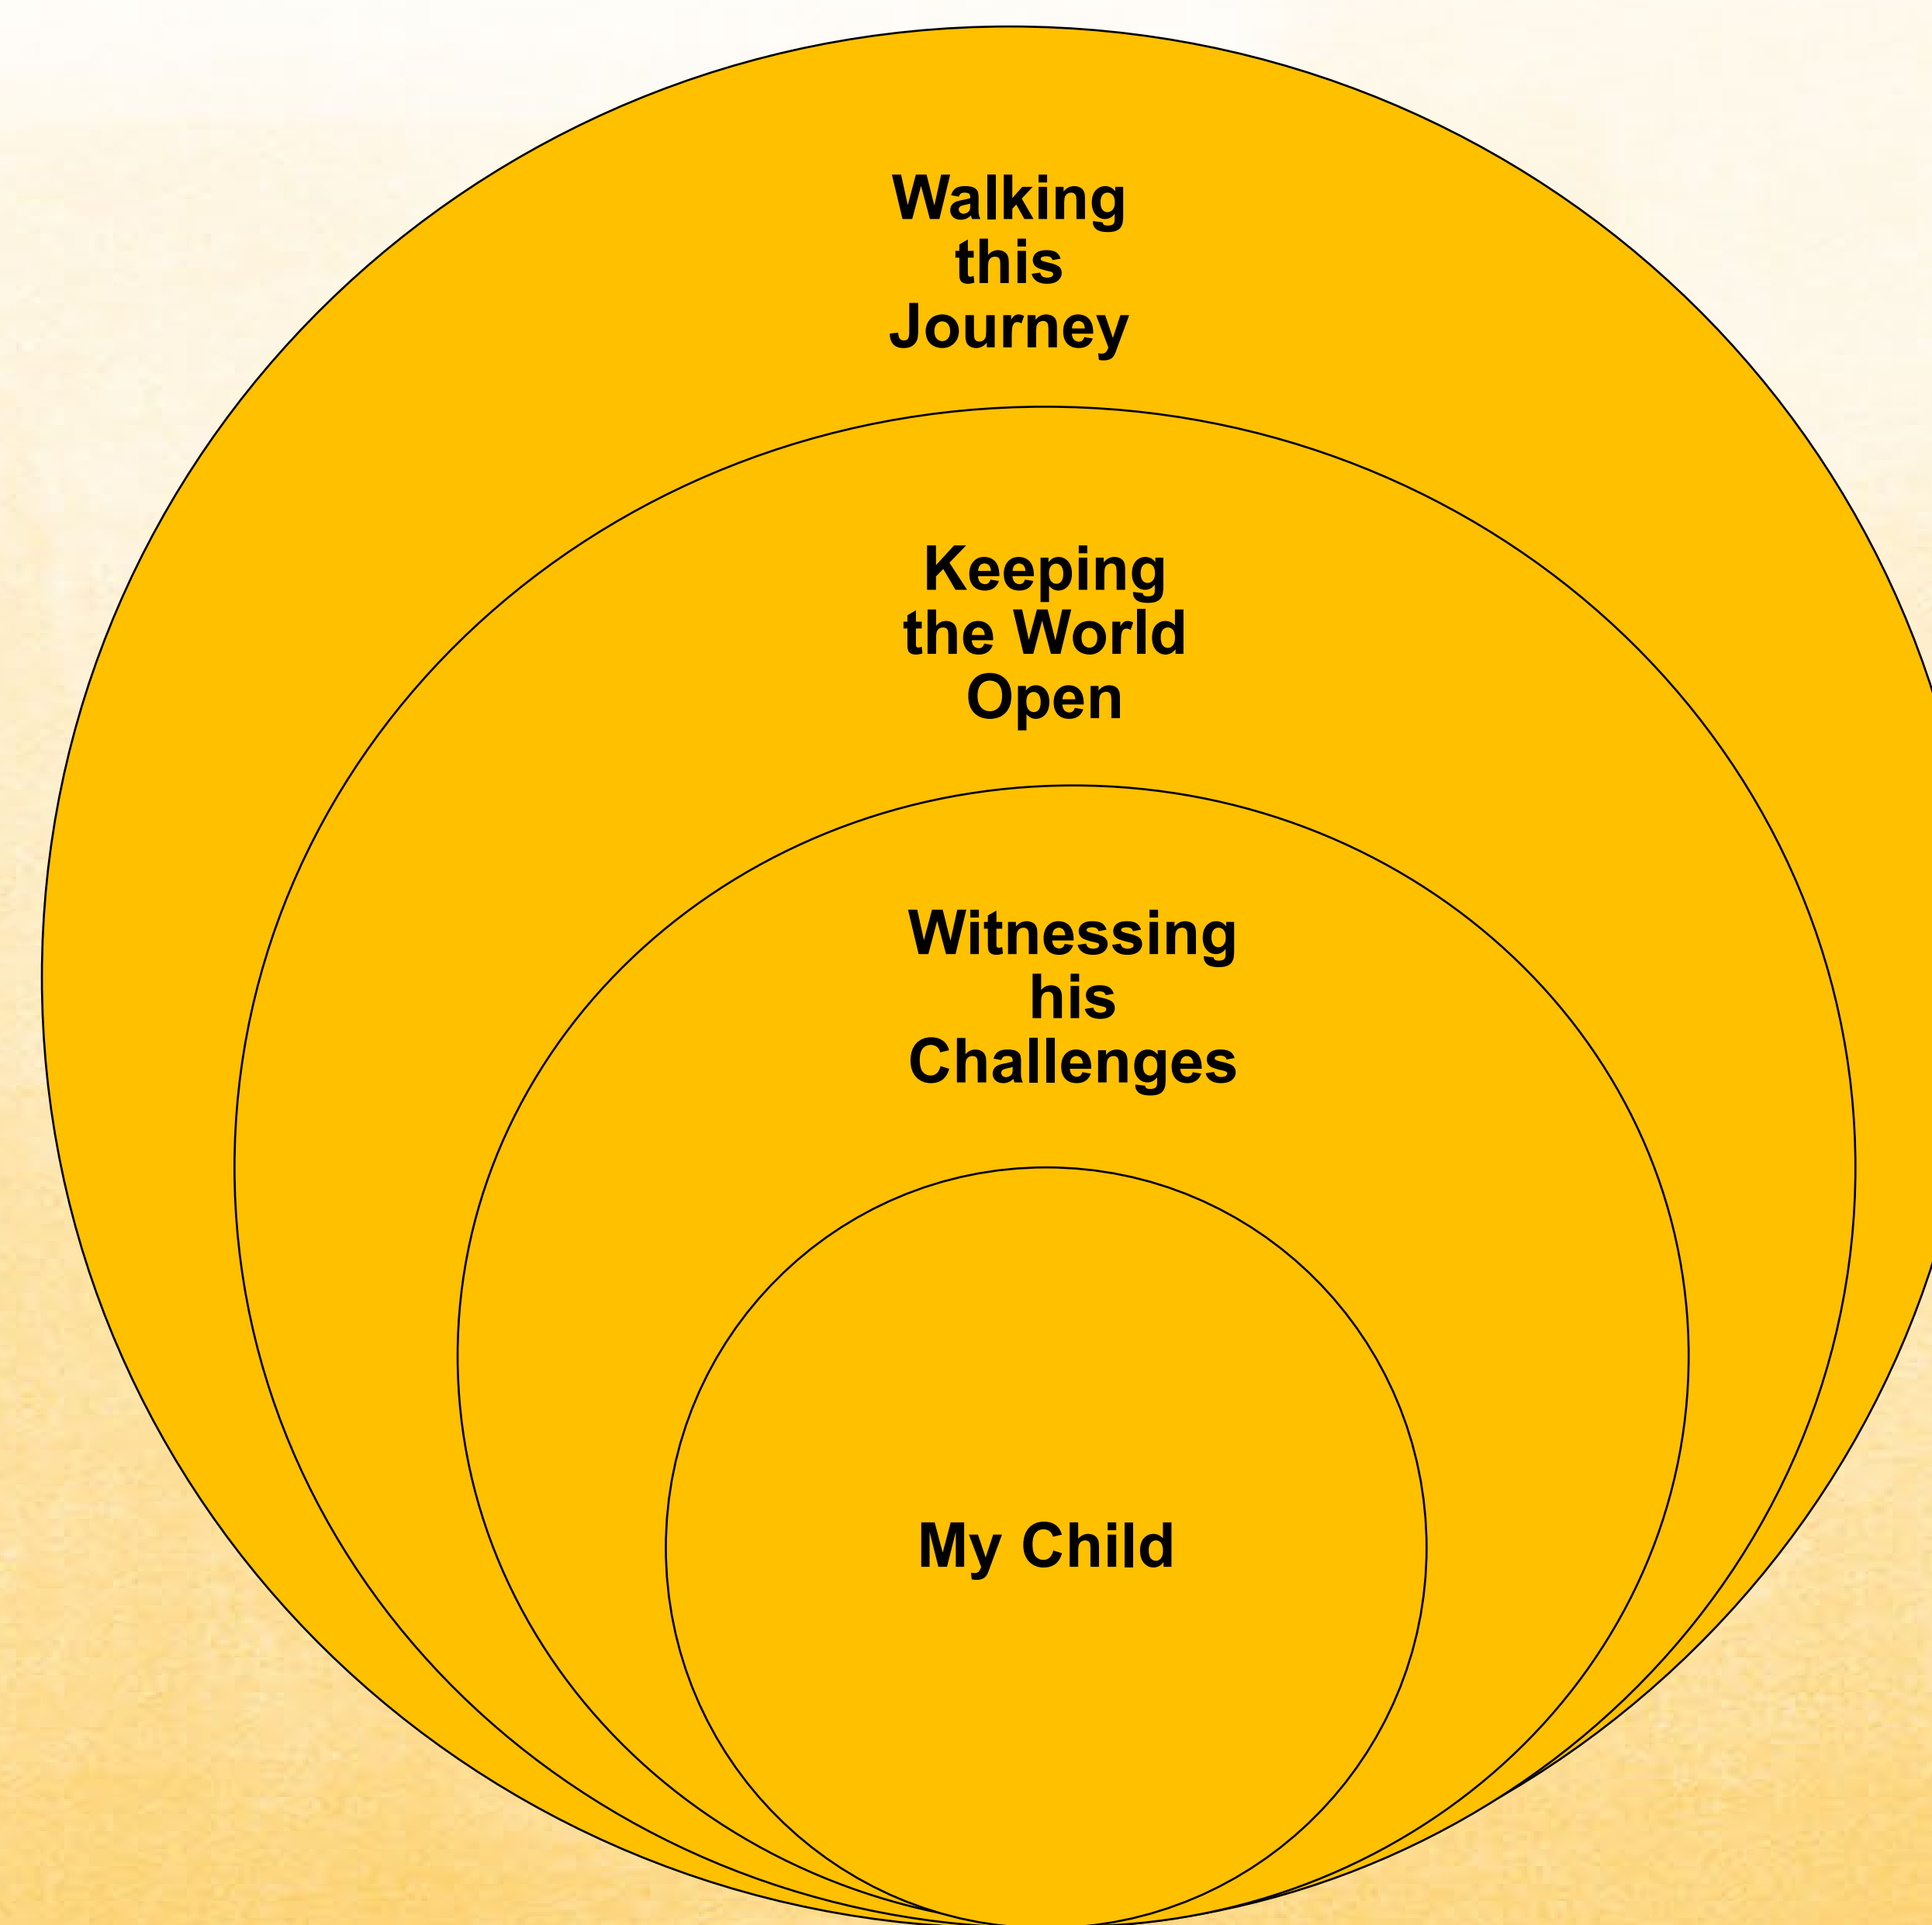 Walking
this
Journey
Keeping
the World
Open
Witnessing
his
Challenges
My Child